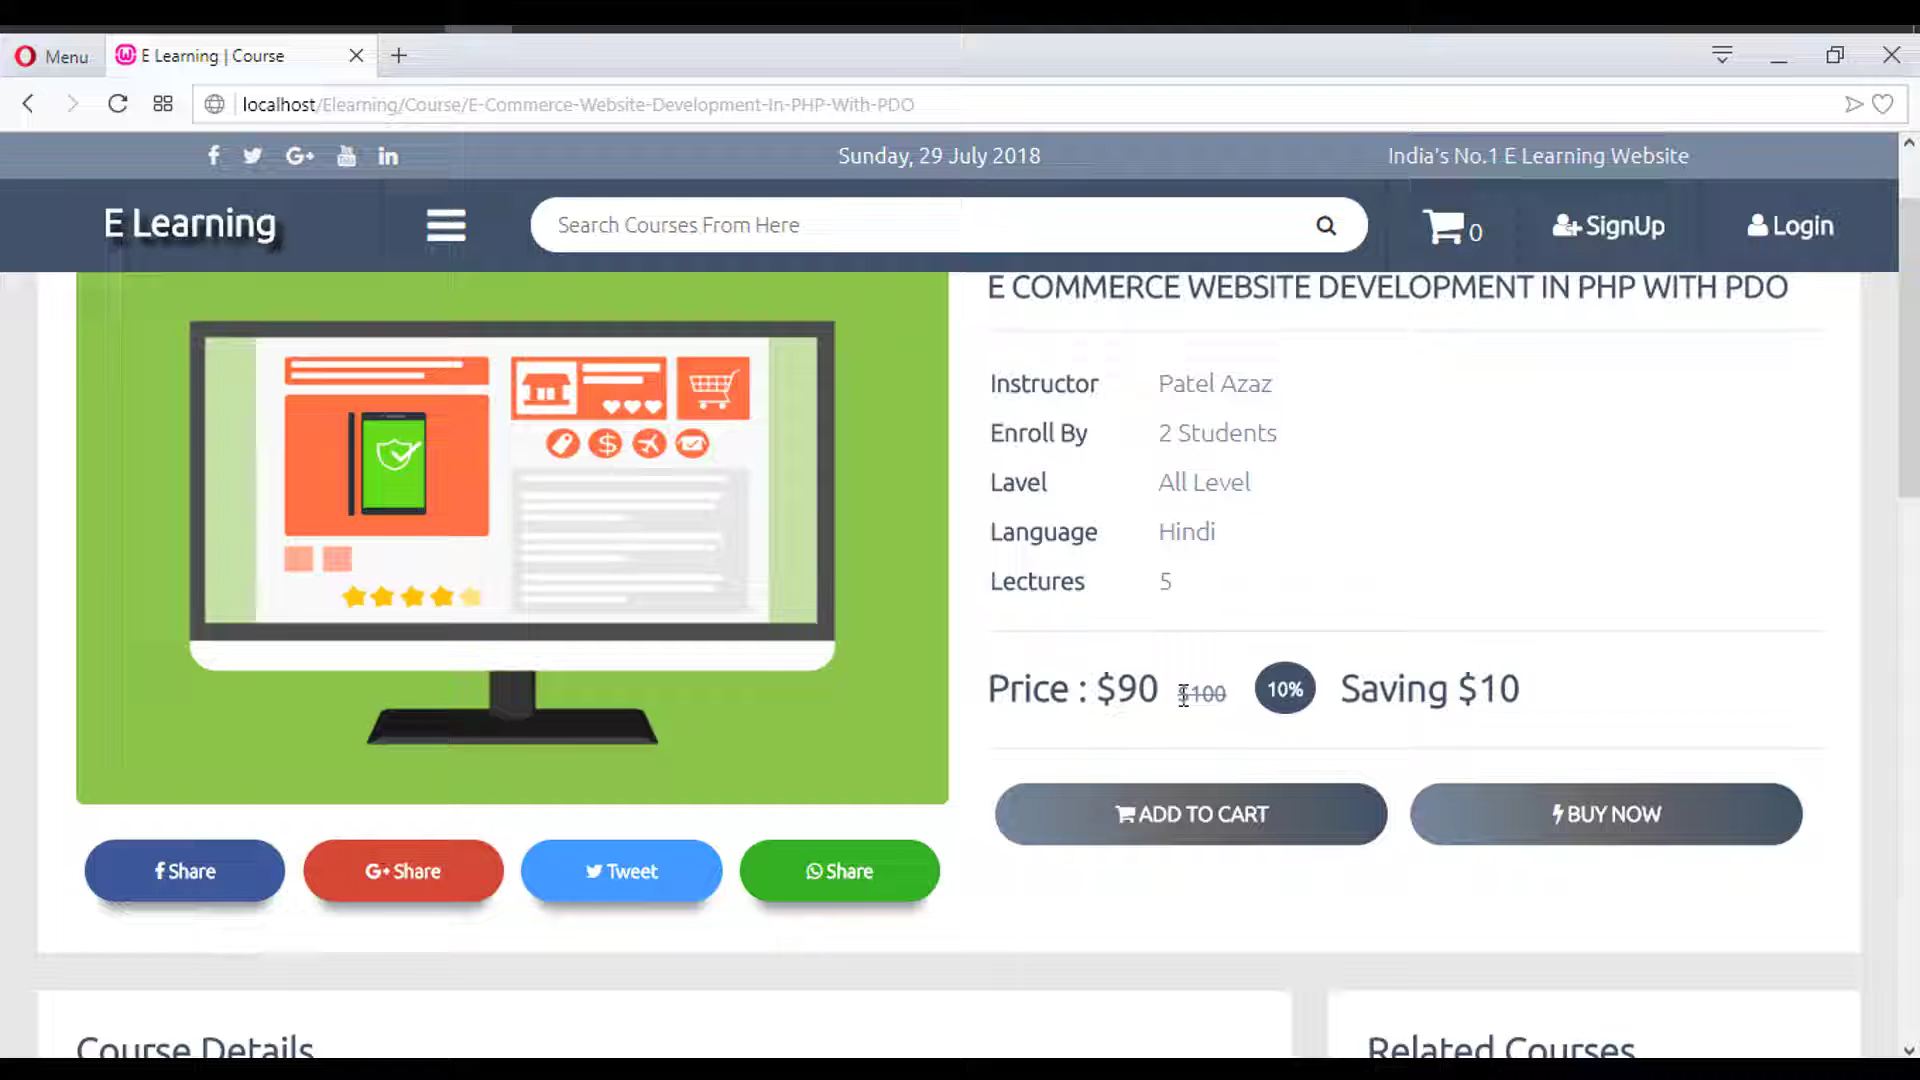 Menu
E Learning | Course
localhost/Elearning/Course/E-Commerce-Website-Development-In-PHP-With-PDO
Sunday, 29 July 2018
India's No.1 E Learning Website
E Learning
Search Courses From Here
0
SignUp
Login
E COMMERCE WEBSITE DEVELOPMENT IN PHP WITH PDO
Instructor Patel Azaz
Enroll By 2 Students
Lavel All Level
Language Hindi
Lectures 5
Price : $90 $100 10% Saving $10
ADD TO CART
BUY NOW
Share
G+ Share
Tweet
Share
Course Details
Related Courses